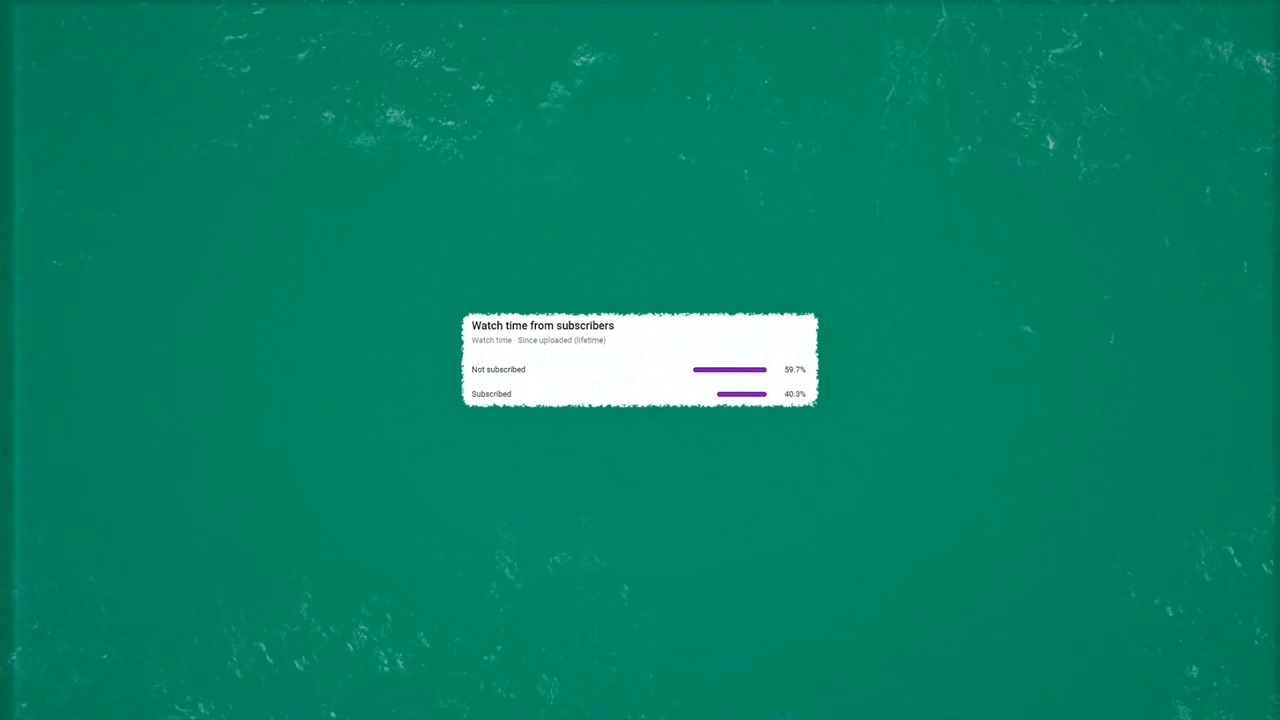 Watch time from subscribers
Watch time · Since uploaded (lifetime)
Not subscribed 59.7%
Subscribed 40.3%